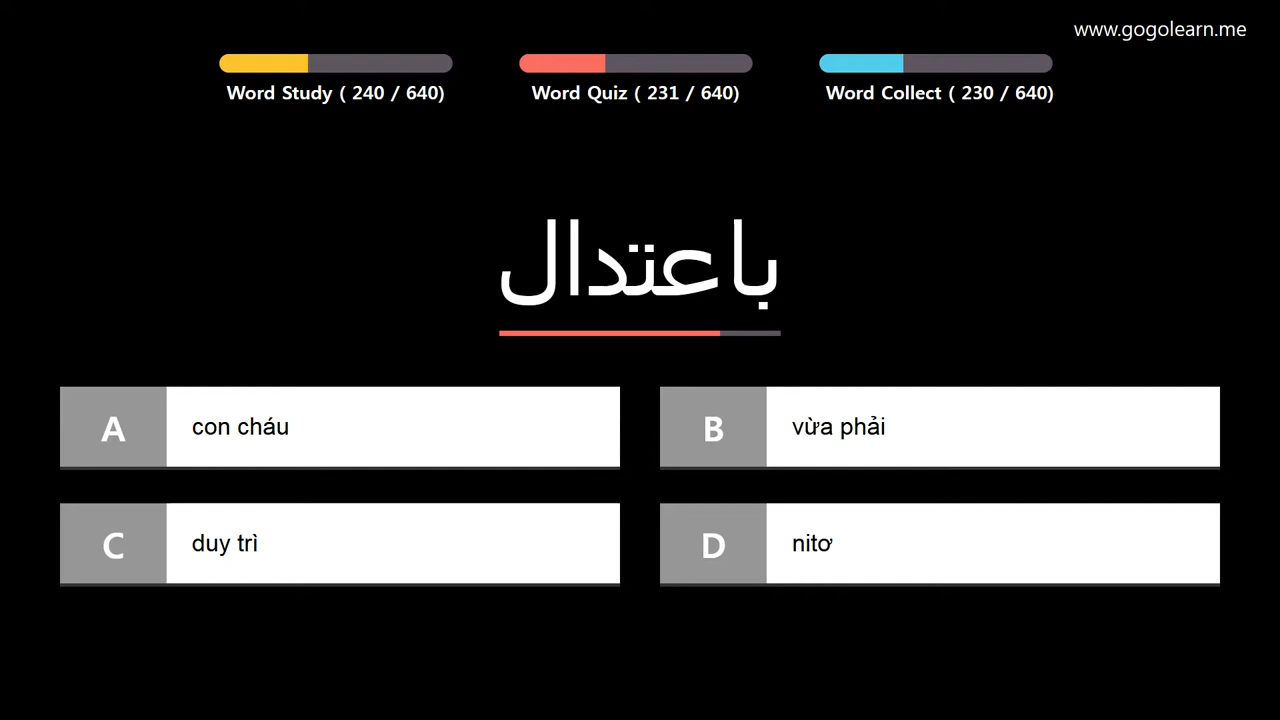 www.gogolearn.me
Word Study ( 240 / 640)
Word Quiz ( 231 / 640)
Word Collect ( 230 / 640)
باعتدال
A con cháu
B vừa phải
C duy trì
D nitơ